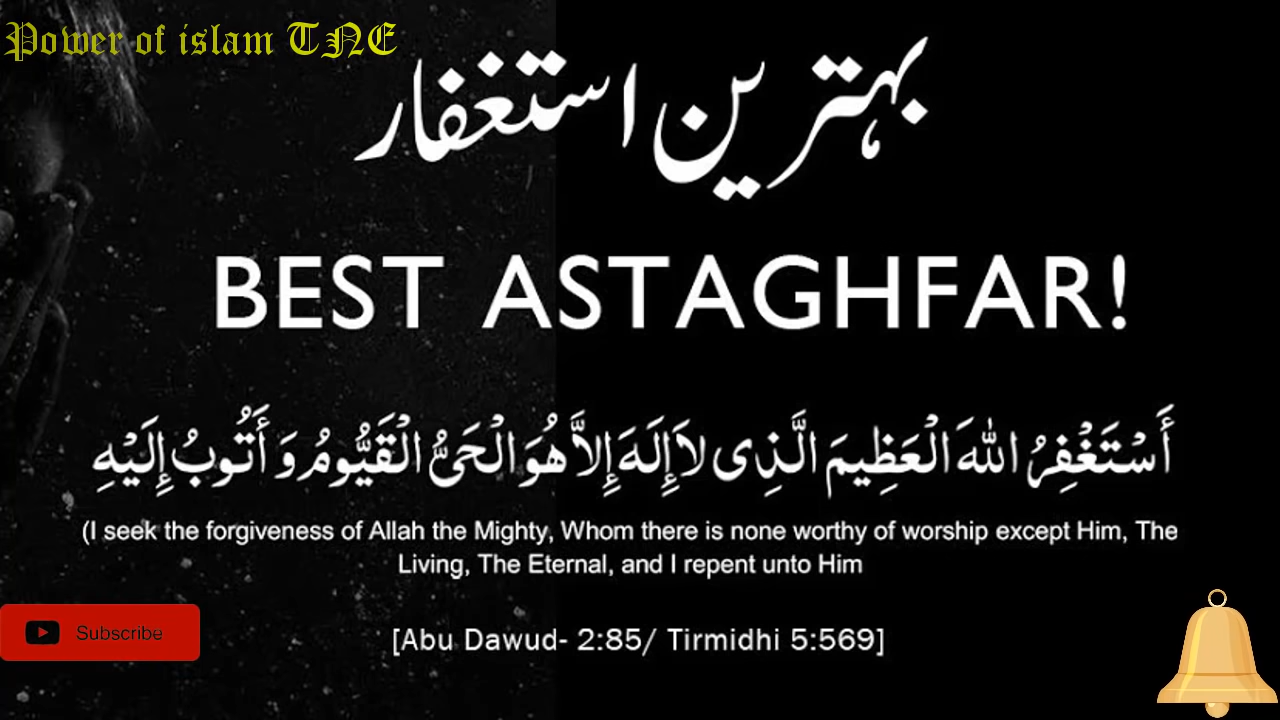 Power of islam TNE
بہترین استغفار
BEST ASTAGHFAR!
أَسْتَغْفِرُ اللهَ الْعَظِيمَ الَّذِى لاَ إِلَهَ إِلاَّ هُوَ الْحَىُّ الْقَيُّومُ وَ أَتُوبُ إِلَيْهِ
(I seek the forgiveness of Allah the Mighty, Whom there is none worthy of worship except Him, The
Living, The Eternal, and I repent unto Him
Subscribe
[Abu Dawud- 2:85/ Tirmidhi 5:569]